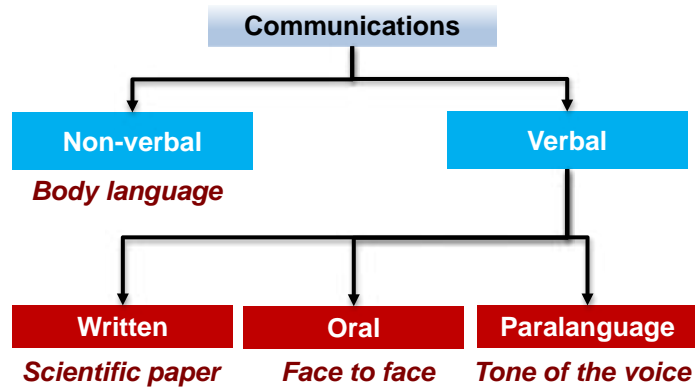 Communications
Non-verbal
Verbal
Body language
Written
Oral
Paralanguage
Scientific paper
Face to face
Tone of the voice